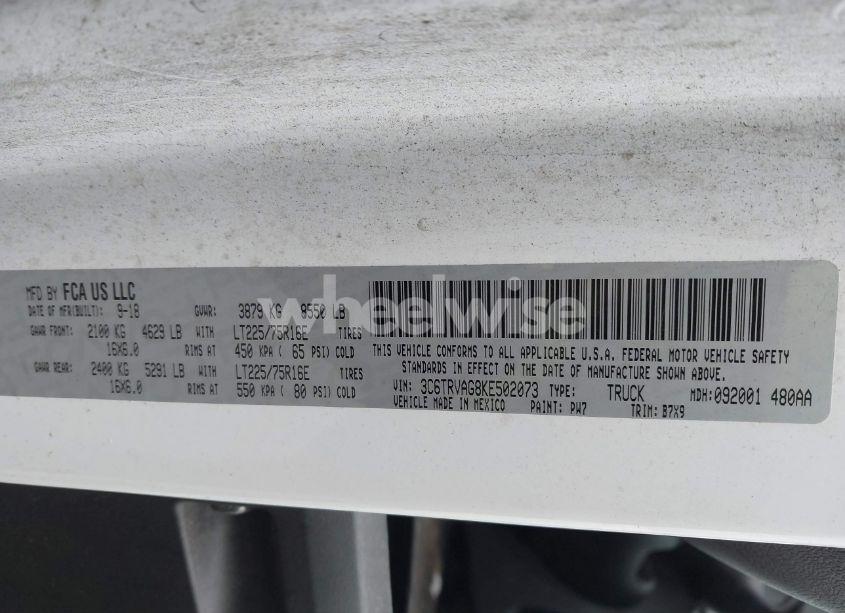 MFD BY FCA US LLC
DATE OF MFR(BUILT): 9-18 GVWR: 3879 KG 8550 LB
GAWR FRONT: 2100 KG 4629 LB WITH LT225/75R16E TIRES
16X6.0 RIMS AT 450 KPA ( 65 PSI) COLD
GAWR REAR: 2400 KG 5291 LB WITH LT225/75R16E TIRES
16X6.0 RIMS AT 550 KPA ( 80 PSI) COLD
THIS VEHICLE CONFORMS TO ALL APPLICABLE U.S.A. FEDERAL MOTOR VEHICLE SAFETY
STANDARDS IN EFFECT ON THE DATE OF MANUFACTURE SHOWN ABOVE.
VIN: 3C6TRVAG8KE502073 TYPE: TRUCK MDH:092001 480AA
VEHICLE MADE IN MEXICO PAINT: PW7 TRIM: B7X9
wheelwise